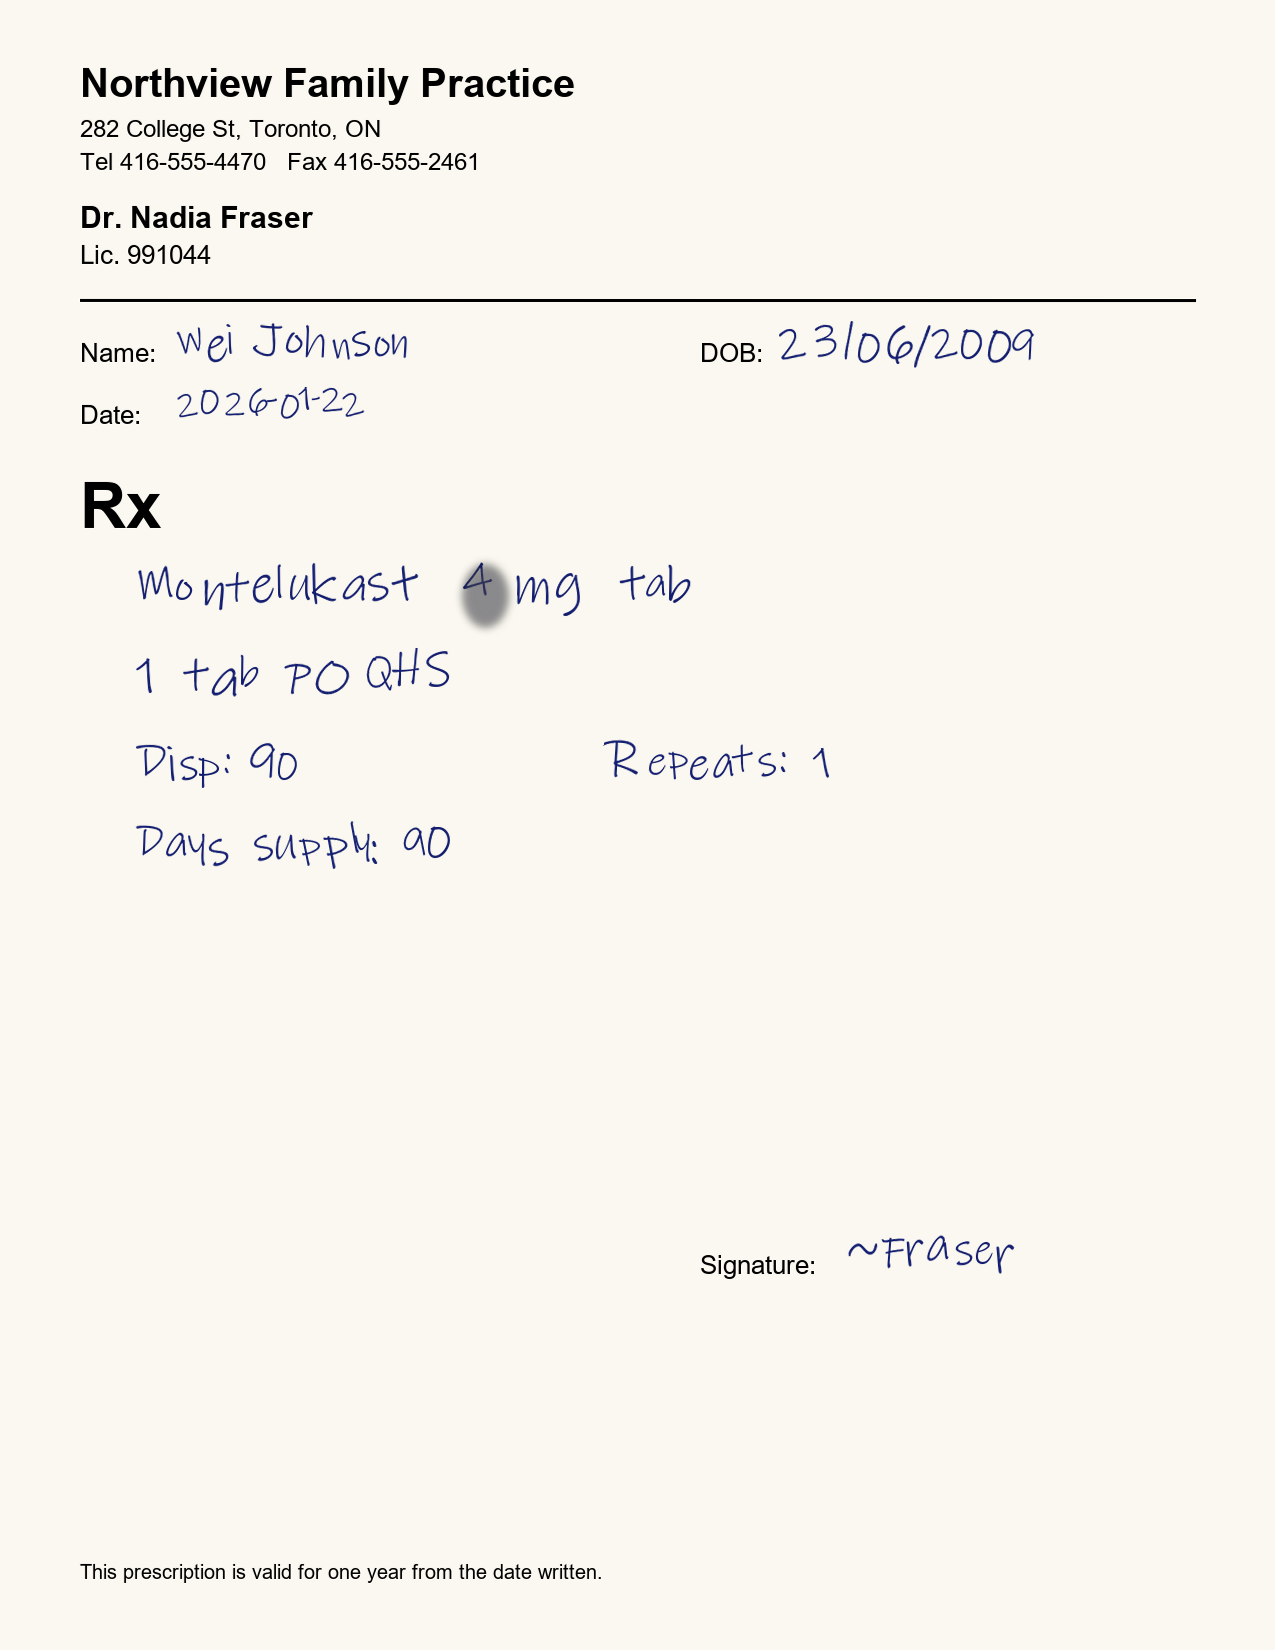 Northview Family Practice
282 College St, Toronto, ON
Tel 416-555-4470 Fax 416-555-2461
Dr. Nadia Fraser
Lic. 991044
Name: Wei Johnson DOB: 23/06/2009
Date: 2026-01-22
Rx
Montelukast mg tab
1 tab PO QHS
Disp: 90 Repeats: 1
Days supply: 90
Signature: ~Fraser
This prescription is valid for one year from the date written.